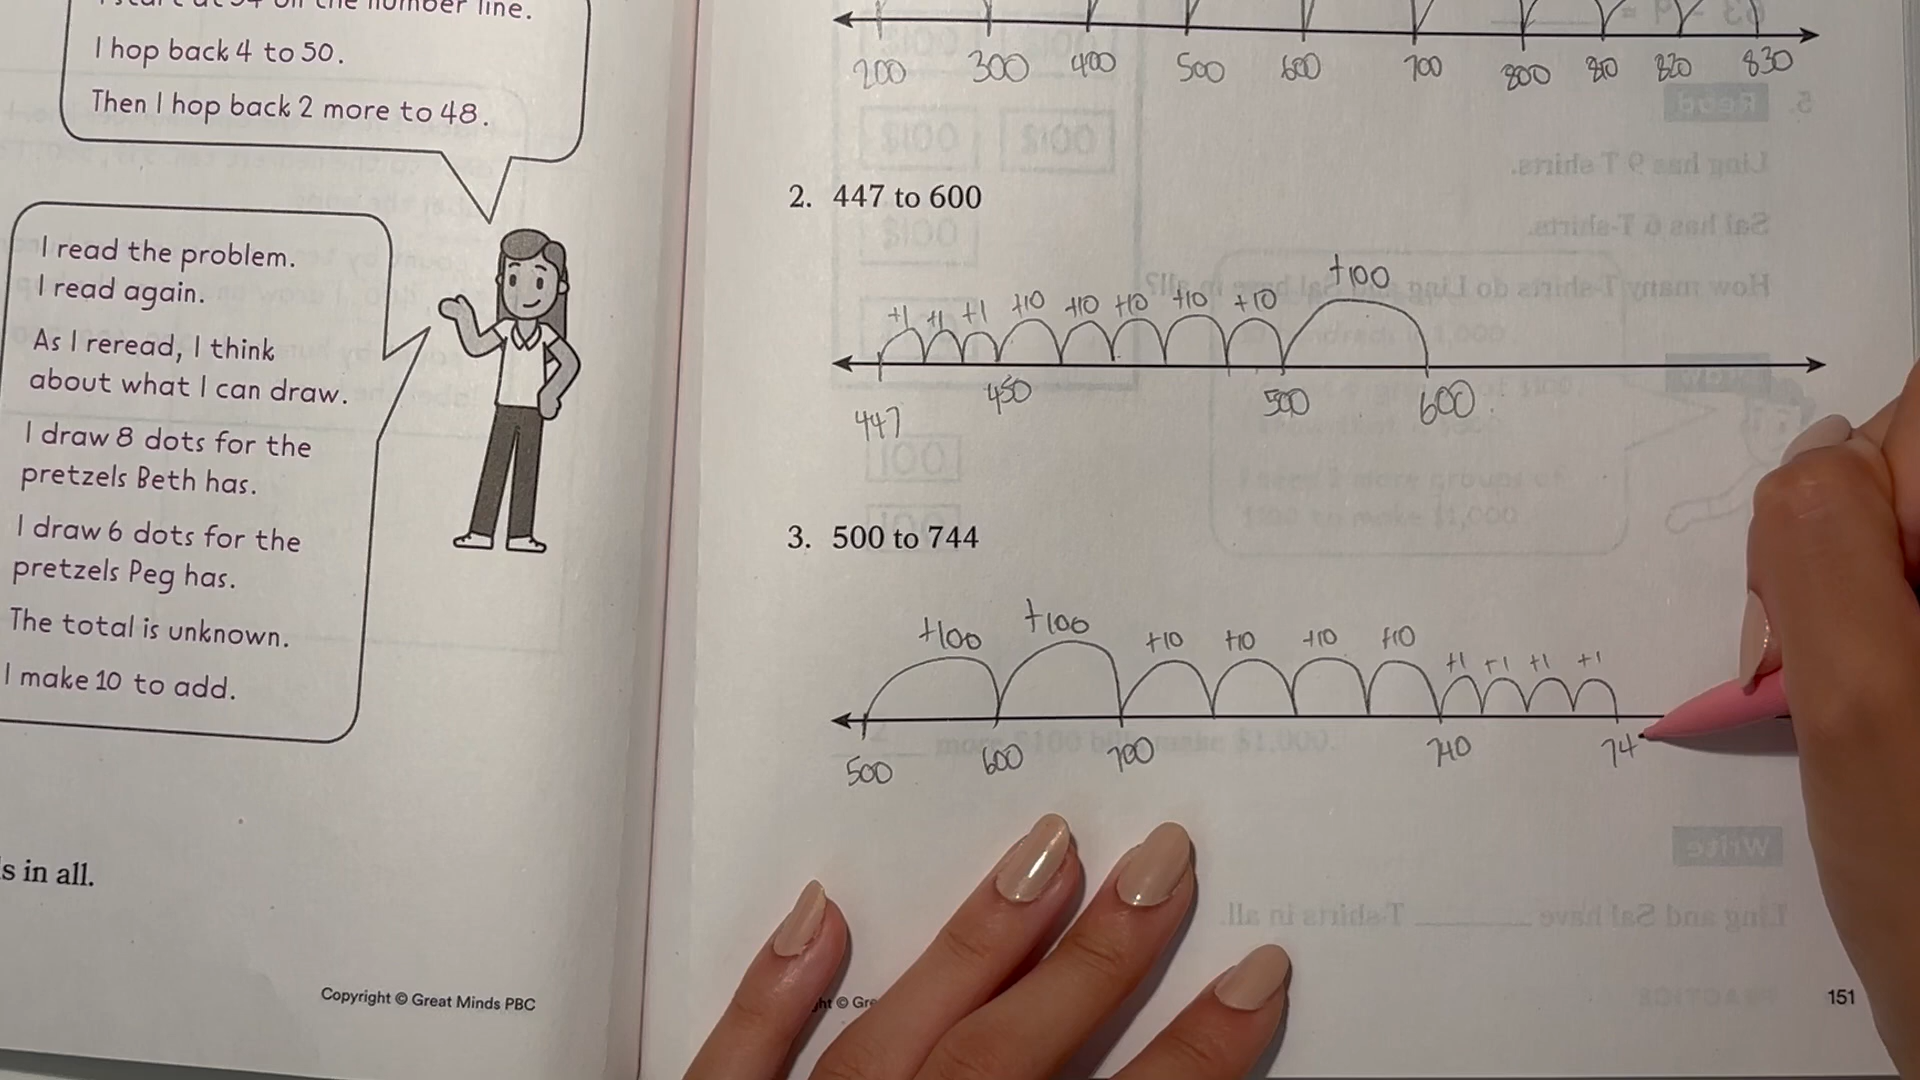 I hop back 4 to 50.
Then I hop back 2 more to 48.
I read the problem.
I read again.
As I reread, I think
about what I can draw.
I draw 8 dots for the
pretzels Beth has.
I draw 6 dots for the
pretzels Peg has.
The total is unknown.
I make 10 to add.
s in all.
Copyright © Great Minds PBC
200 300 400 500 600 700 800 810 820 830
2. 447 to 600
+1 +1 +1 +10 +10 +10 +10 +10 +100
447 450 500 600
3. 500 to 744
+100 +100 +10 +10 +10 +10 +1 +1 +1 +1
500 600 700 740 74
ht © Gre
151